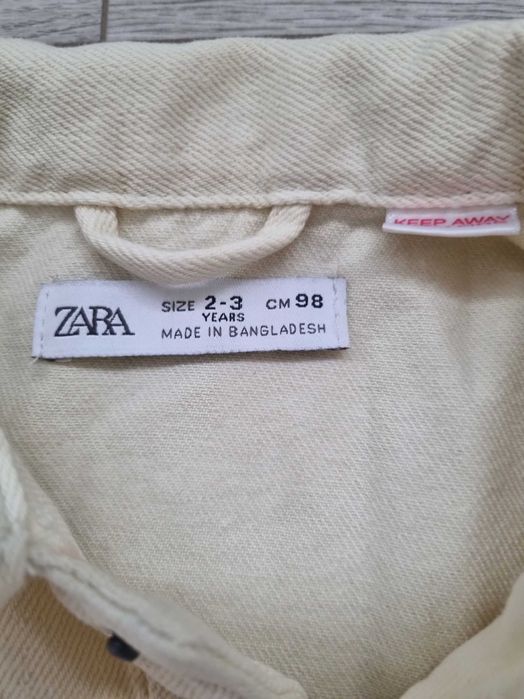 KEEP AWAY
ZARA
SIZE 2-3 CM 98
YEARS
MADE IN BANGLADESH